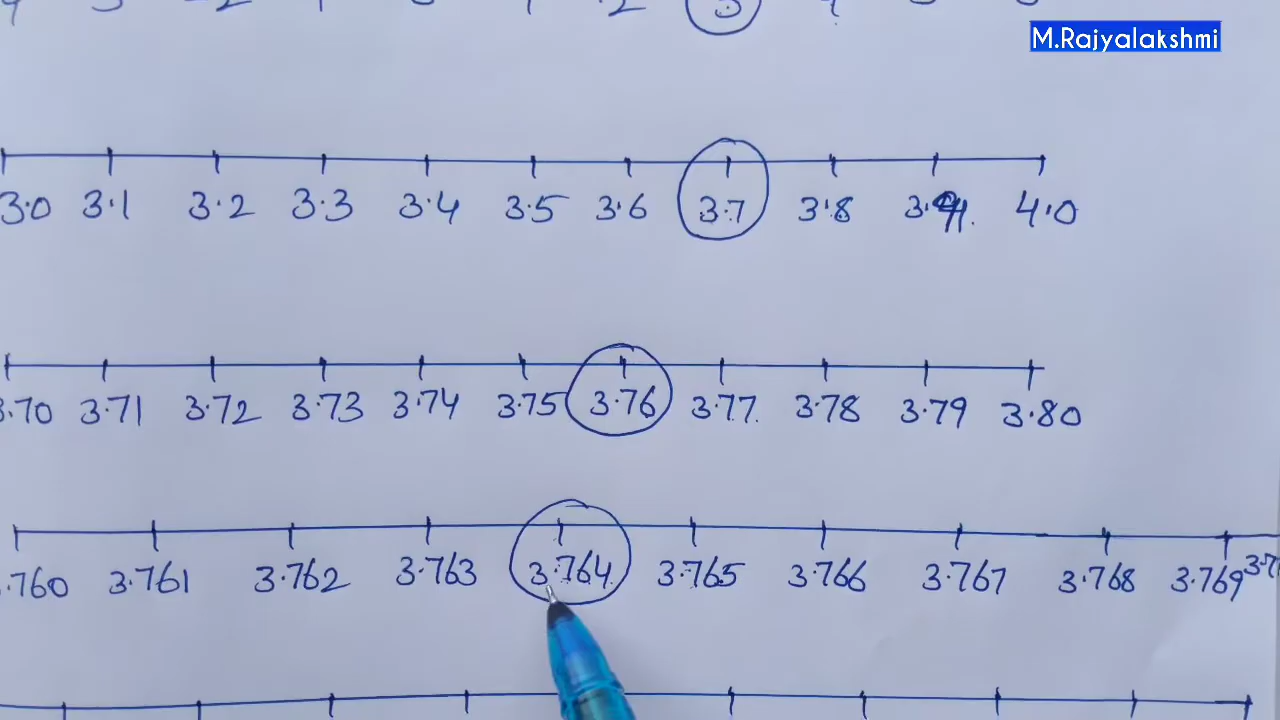 M.Rajyalakshmi
3.0 3.1 3.2 3.3 3.4 3.5 3.6 3.7 3.8 4.0
3.70 3.71 3.72 3.73 3.74 3.75 3.76 3.77 3.78 3.79 3.80
.760 3.761 3.762 3.763 3.764 3.765 3.766 3.767 3.768 3.769 3.7